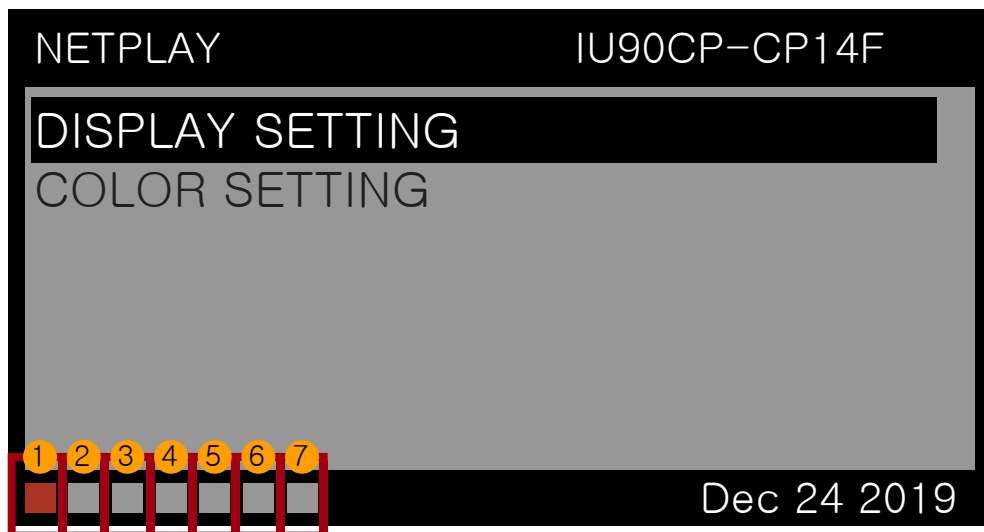 NETPLAY IU90CP-CP14F
DISPLAY SETTING
COLOR SETTING
1 2 3 4 5 6 7
Dec 24 2019